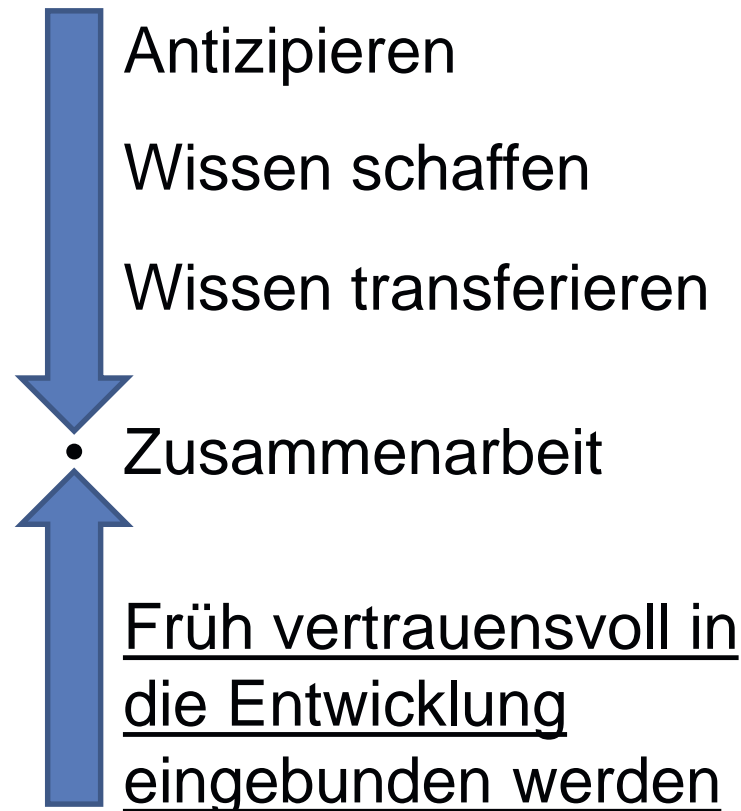 Antizipieren
Wissen schaffen
Wissen transferieren
• Zusammenarbeit
Früh vertrauensvoll in
die Entwicklung
eingebunden werden